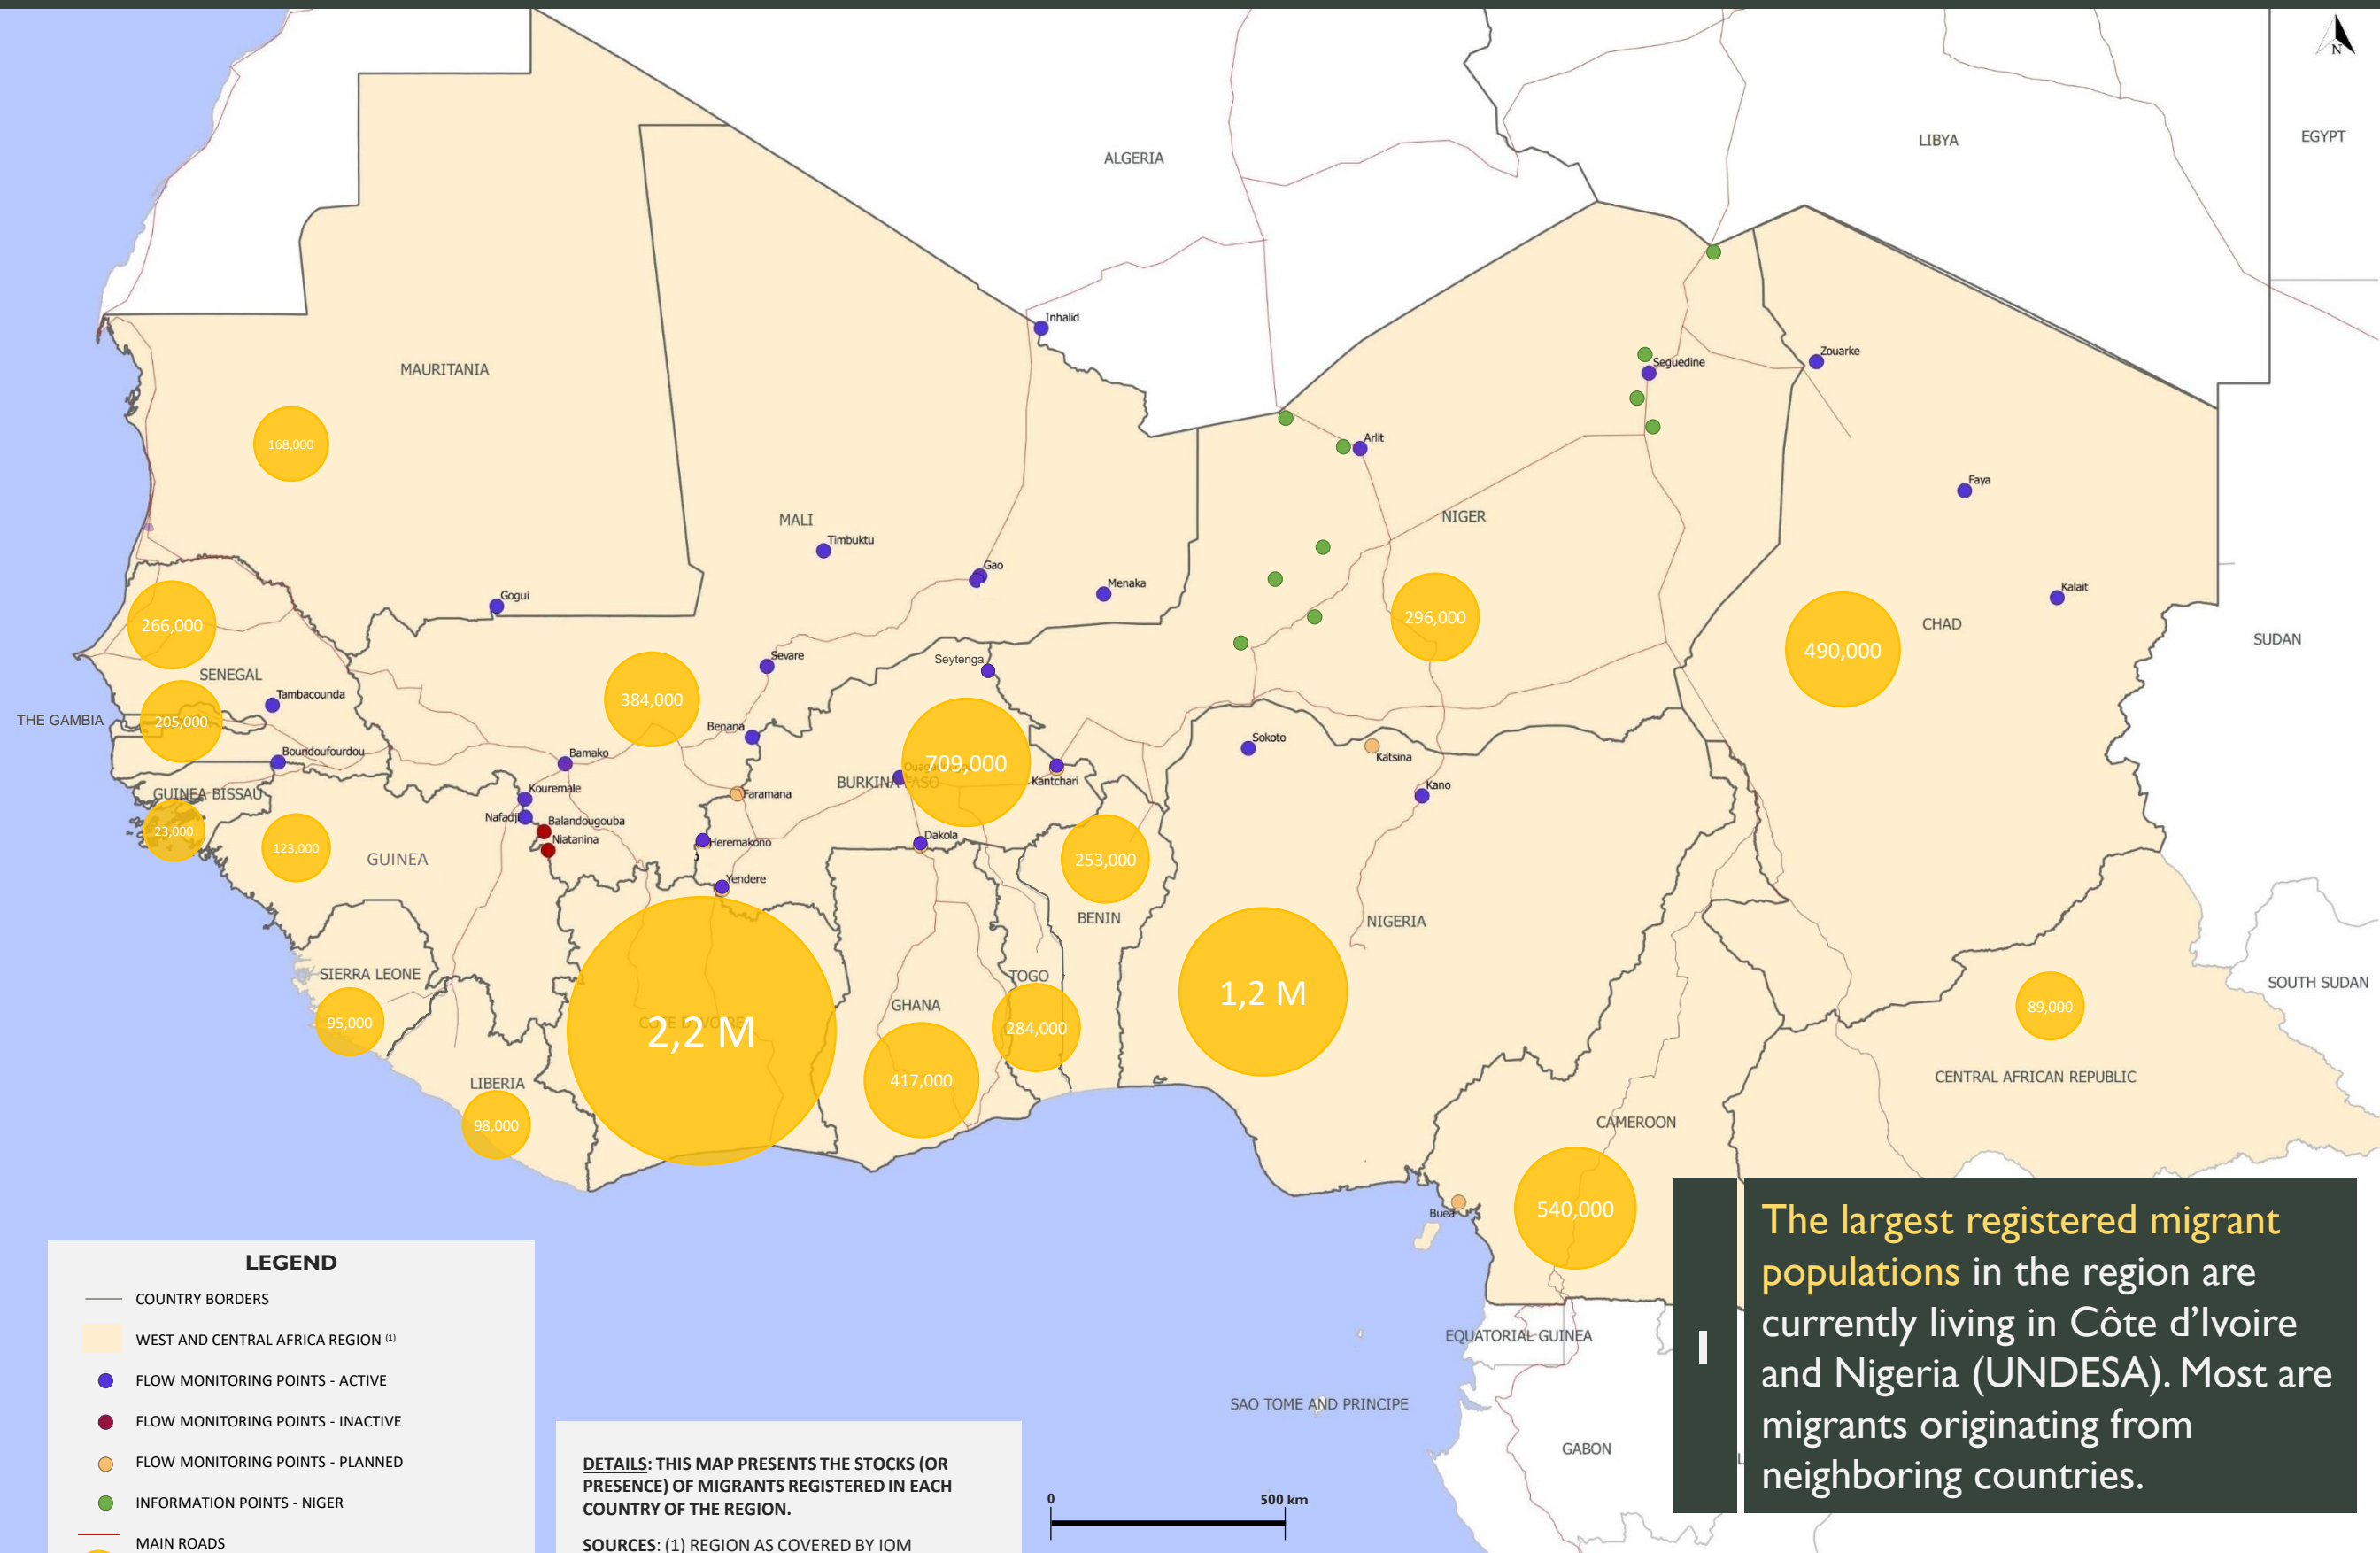 N
ALGERIA
LIBYA
EGYPT
Inhalid
MAURITANIA
Seguedine
Zouarke
168,000
Arlit
Faya
MALI
NIGER
Timbuktu
Gao
Menaka
Kalait
Gogui
266,000
296,000
CHAD
490,000
SUDAN
Sevare
Seytenga
SENEGAL
384,000
Tambacounda
THE GAMBIA
205,000
Benana
Boundoufourdou
Bamako
709,000
Sokoto
Katsina
BURKINA FASO
Kantchari
Kouremale
Faramana
GUINEA BISSAU
Kano
Nafadji
Balandougouba
23,000
Niatanina
Heremakono
Dakola
123,000
GUINEA
253,000
Yendere
BENIN
NIGERIA
SIERRA LEONE
TOGO
SOUTH SUDAN
1,2 M
GHANA
89,000
95,000
COTE D'IVOIRE
2,2 M
284,000
LIBERIA
417,000
CENTRAL AFRICAN REPUBLIC
98,000
CAMEROON
540,000
Buea
EQUATORIAL GUINEA
SAO TOME AND PRINCIPE
GABON
I
The largest registered migrant
populations in the region are
currently living in Côte d'Ivoire
and Nigeria (UNDESA). Most are
migrants originating from
neighboring countries.
LEGEND
COUNTRY BORDERS
WEST AND CENTRAL AFRICA REGION (1)
FLOW MONITORING POINTS - ACTIVE
FLOW MONITORING POINTS - INACTIVE
FLOW MONITORING POINTS - PLANNED
INFORMATION POINTS - NIGER
MAIN ROADS
DETAILS: THIS MAP PRESENTS THE STOCKS (OR
PRESENCE) OF MIGRANTS REGISTERED IN EACH
COUNTRY OF THE REGION.
SOURCES: (1) REGION AS COVERED BY IOM
0 500 km